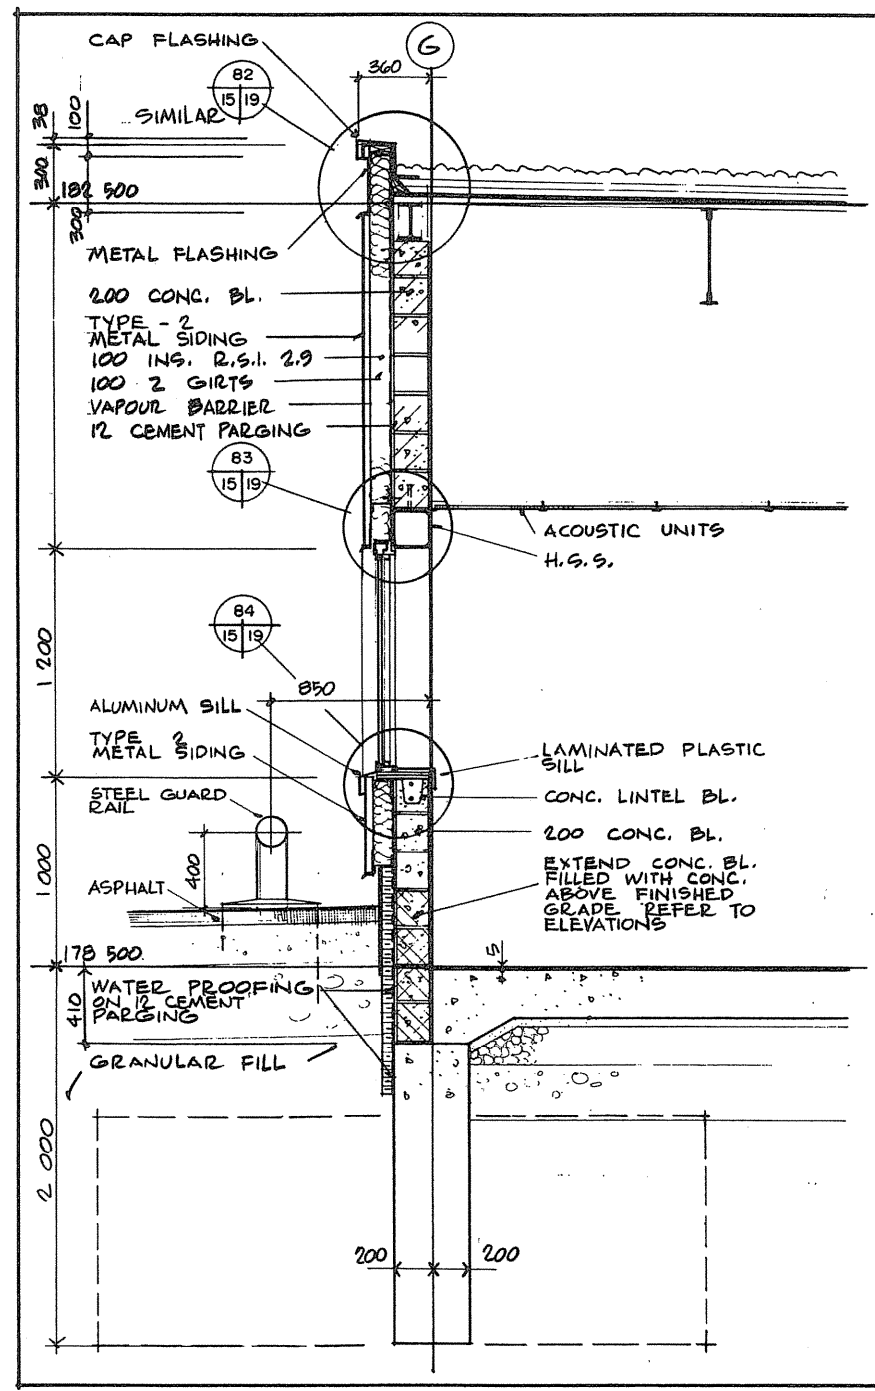 CAP FLASHING
G
360
82
15 19
SIMILAR
38
100
300
182 500
300
METAL FLASHING
200 CONC. BL.
TYPE - 2
METAL SIDING
100 INS. R.S.I. 2.9
100 Z GIRTS
VAPOUR BARRIER
12 CEMENT PARGING
83
15 19
ACOUSTIC UNITS
H.S.S.
84
15 19
1 200
850
ALUMINUM SILL
TYPE 2
METAL SIDING
LAMINATED PLASTIC
SILL
STEEL GUARD
RAIL
CONC. LINTEL BL.
200 CONC. BL.
400
1 000
ASPHALT
EXTEND CONC. BL.
FILLED WITH CONC.
ABOVE FINISHED
GRADE REFER TO
ELEVATIONS
178 500
5
410
WATER PROOFING
ON 12 CEMENT
PARGING
GRANULAR FILL
2 000
200
200